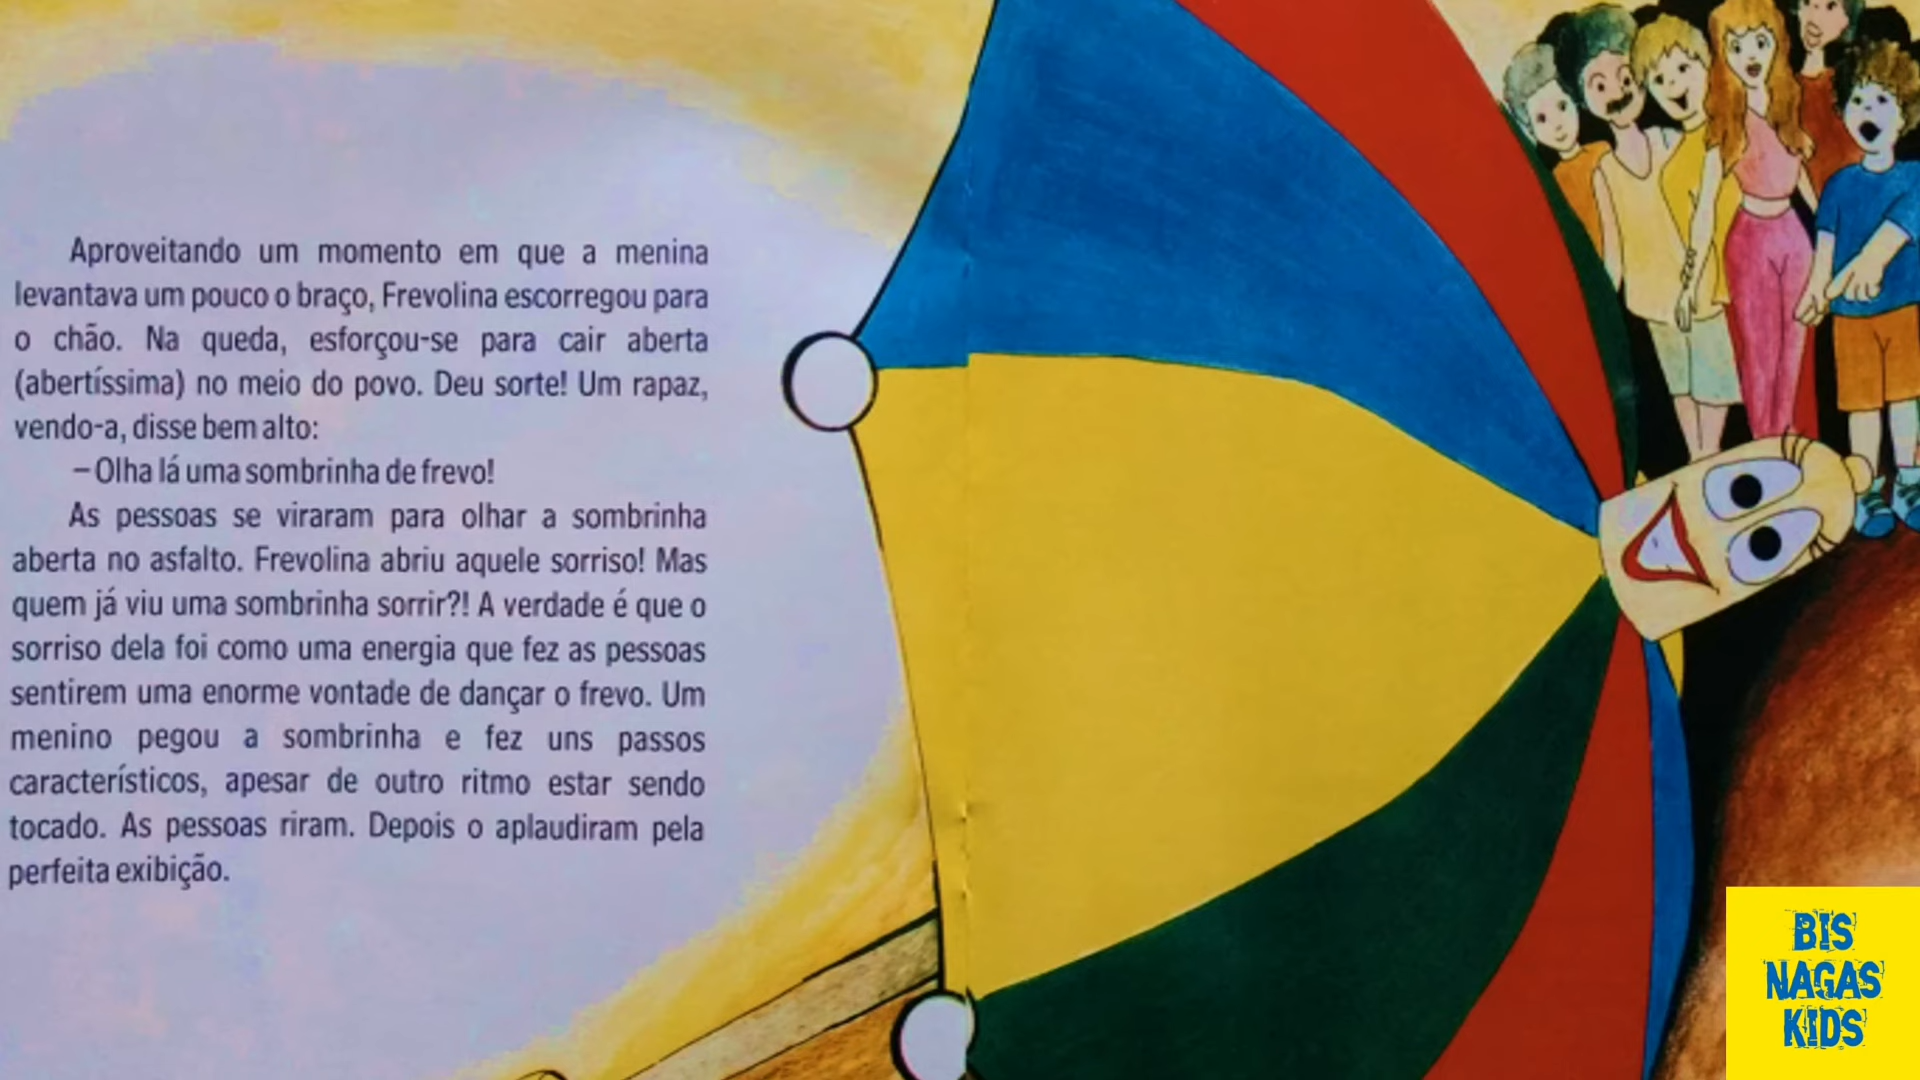 Aproveitando um momento em que a menina
levantava um pouco o braço, Frevolina escorregou para
o chão. Na queda, esforçou-se para cair aberta
(abertíssima) no meio do povo. Deu sorte! Um rapaz,
vendo-a, disse bem alto:
– Olha lá uma sombrinha de frevo!
As pessoas se viraram para olhar a sombrinha
aberta no asfalto. Frevolina abriu aquele sorriso! Mas
quem já viu uma sombrinha sorrir?! A verdade é que o
sorriso dela foi como uma energia que fez as pessoas
sentirem uma enorme vontade de dançar o frevo. Um
menino pegou a sombrinha e fez uns passos
característicos, apesar de outro ritmo estar sendo
tocado. As pessoas riram. Depois o aplaudiram pela
perfeita exibição.
BIS
NAGAS
KIDS